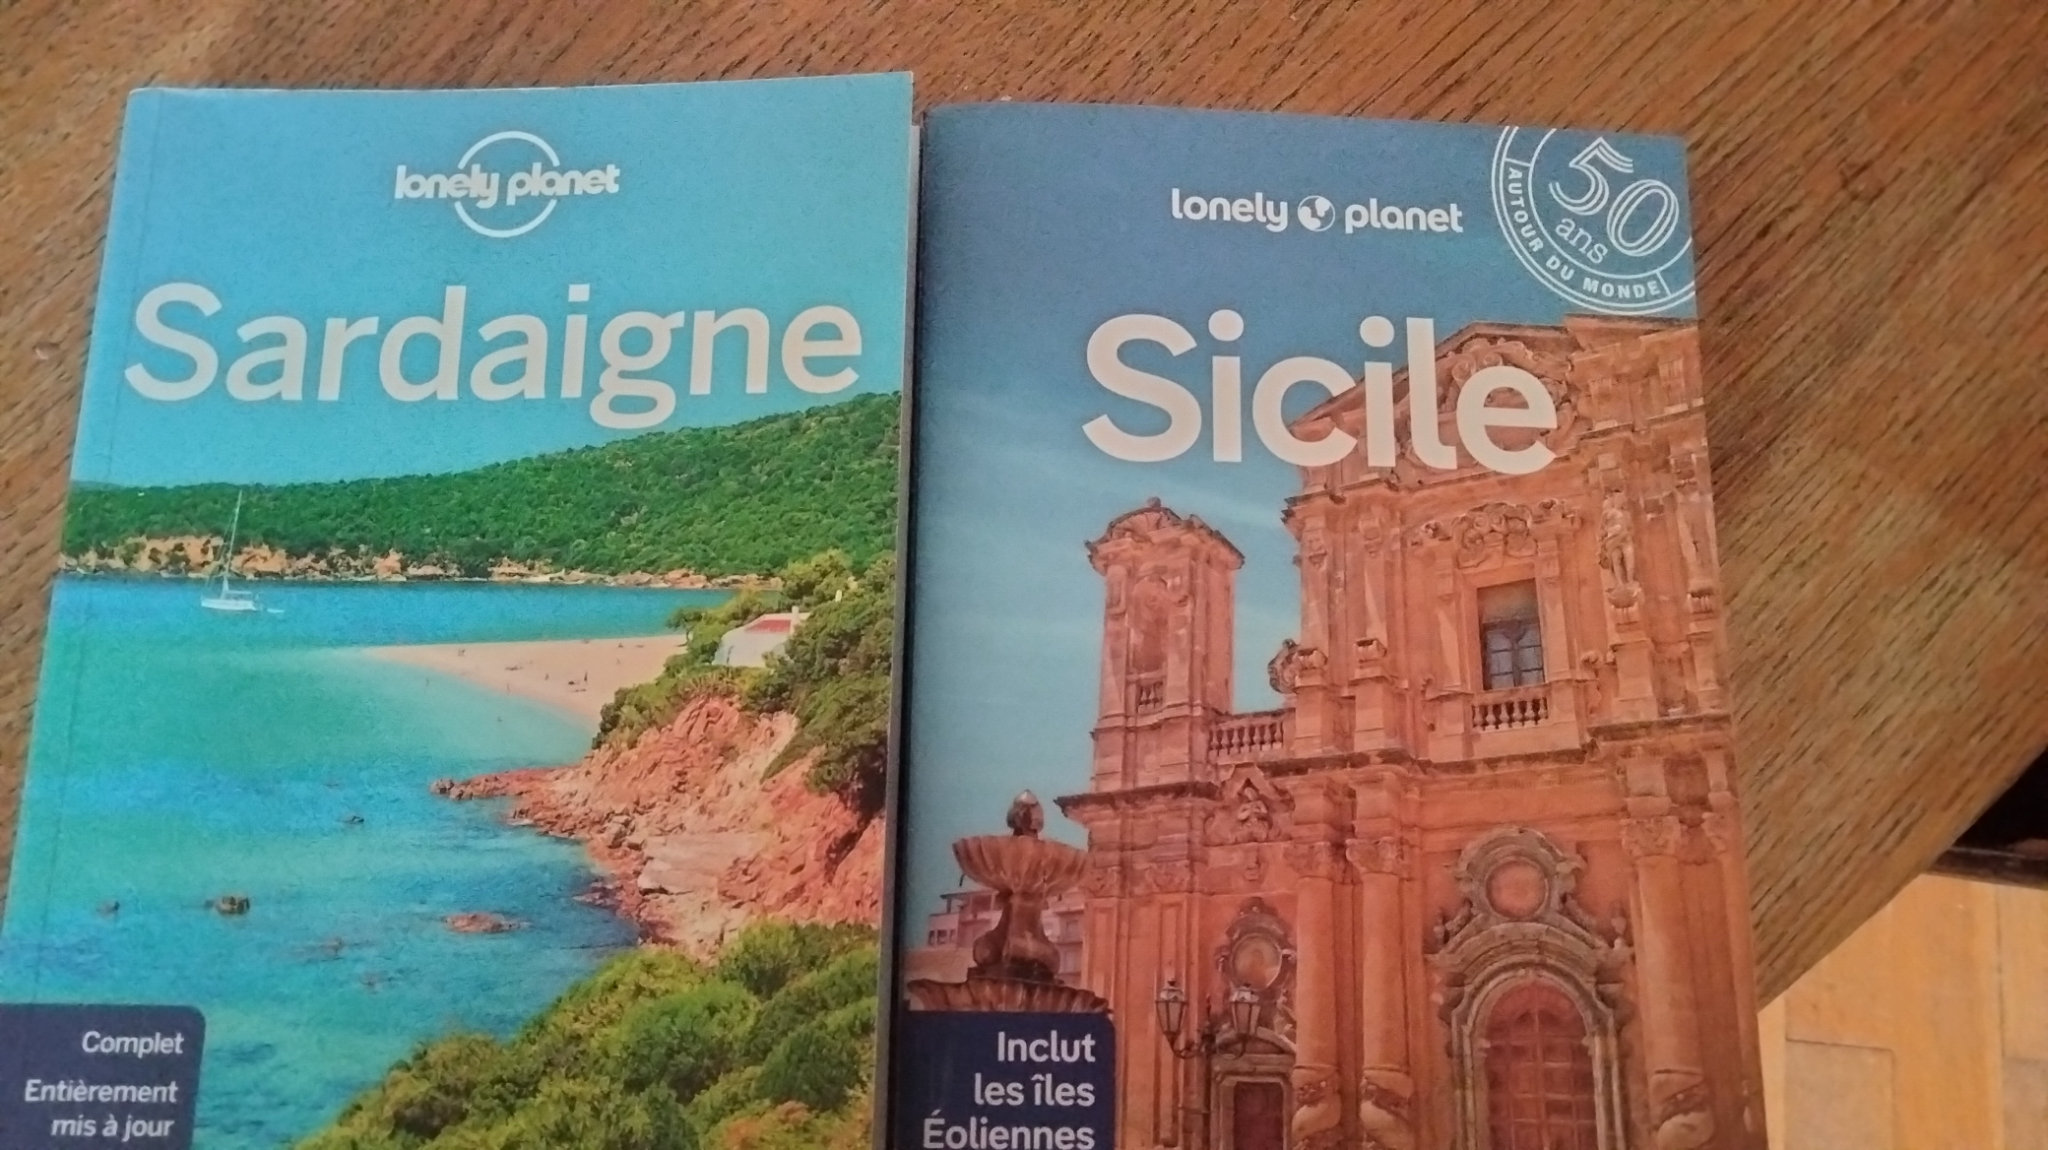 lonely planet
Sardaigne
Complet
Entièrement
mis à jour
lonely planet
50
ans
AUTOUR DU MONDE
Sicile
Inclut
les îles
Éoliennes